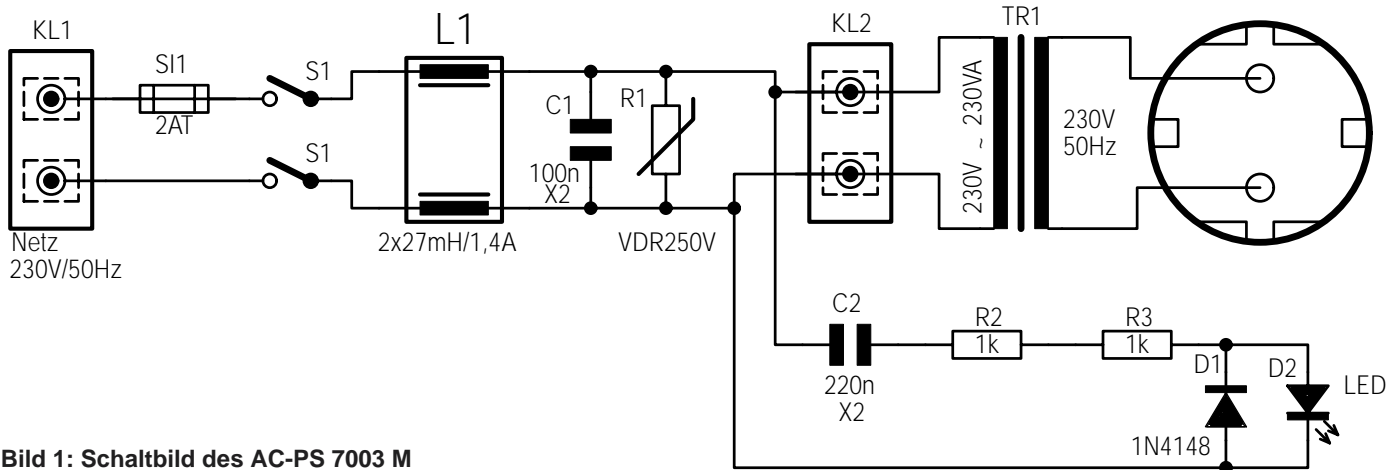 KL1
SI1
2AT
S1
S1
Netz
230V/50Hz
L1
2x27mH/1,4A
C1
100n
X2
R1
VDR250V
KL2
TR1
230V ~ 230VA
230V
50Hz
C2
220n
X2
R2
1k
R3
1k
D1
1N4148
D2
LED
Bild 1: Schaltbild des AC-PS 7003 M